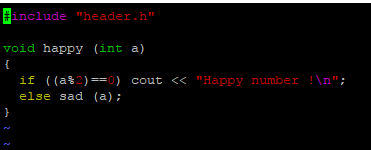 #include "header.h"
void happy (int a)
{
if ((a%2)==0) cout << "Happy number !\n";
else sad (a);
}
~
~